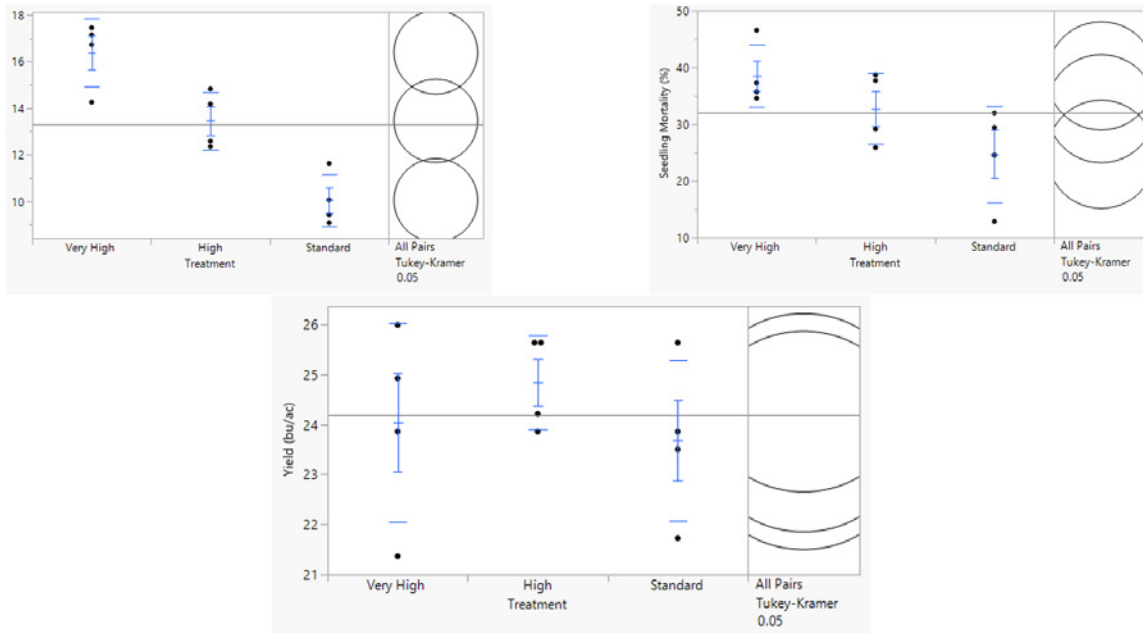 18
16
14
12
10
Very High
High
Standard
Treatment
All Pairs
Tukey-Kramer
0.05
Seedling Mortality (%)
50
40
30
20
10
Very High
High
Standard
Treatment
All Pairs
Tukey-Kramer
0.05
Yield (bu/ac)
26
25
24
23
22
21
Very High
High
Standard
Treatment
All Pairs
Tukey-Kramer
0.05